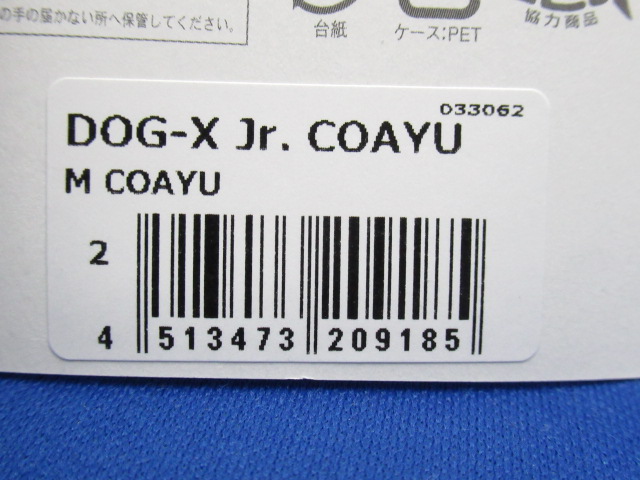 の手の届かない所へ保管してください。
台紙
ケース:PET
協力商品
033062
DOG-X Jr. COAYU
M COAYU
2
4 513473 209185